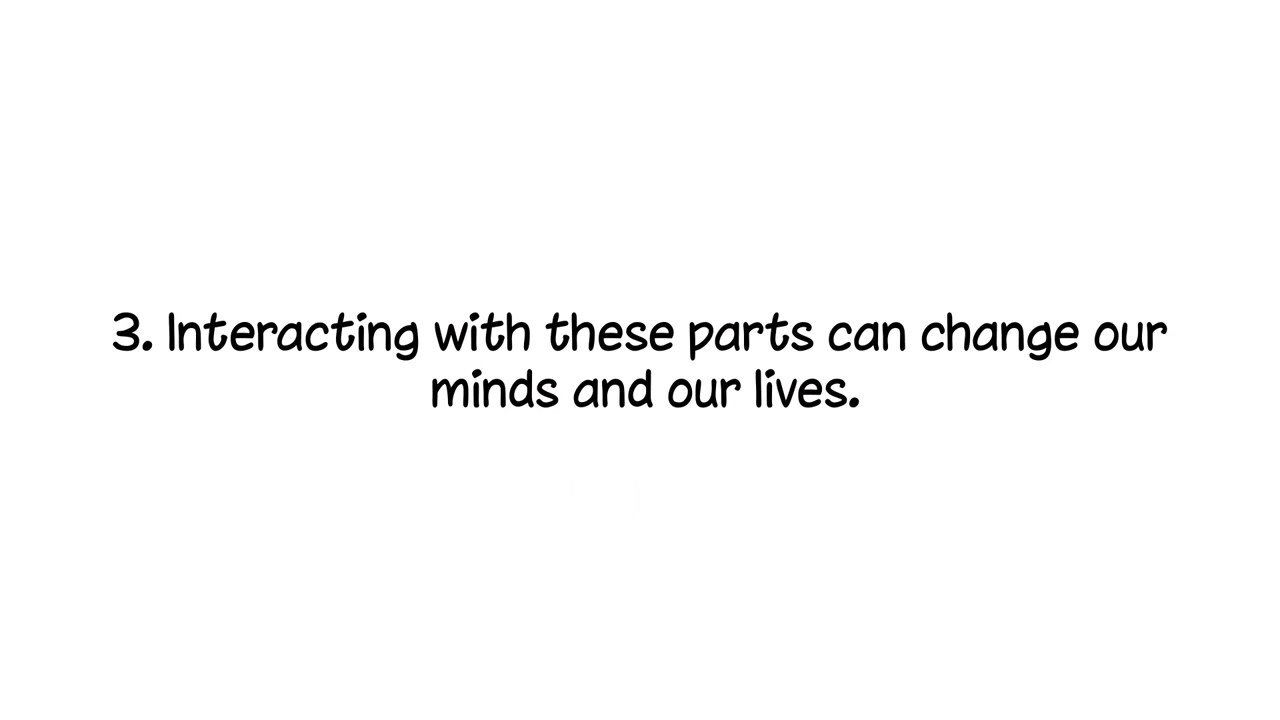 3. Interacting with these parts can change our
minds and our lives.